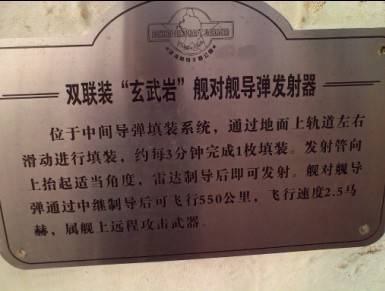 双联装“玄武岩”舰对舰导弹发射器
位于中间导弹填装系统，通过地面上轨道左右
滑动进行填装，约每3分钟完成1枚填装。发射管向
上抬起适当角度，雷达制导后即可发射。舰对舰导
弹通过中继制导后可飞行550公里，飞行速度2.5马
赫，属舰上远程攻击武器。